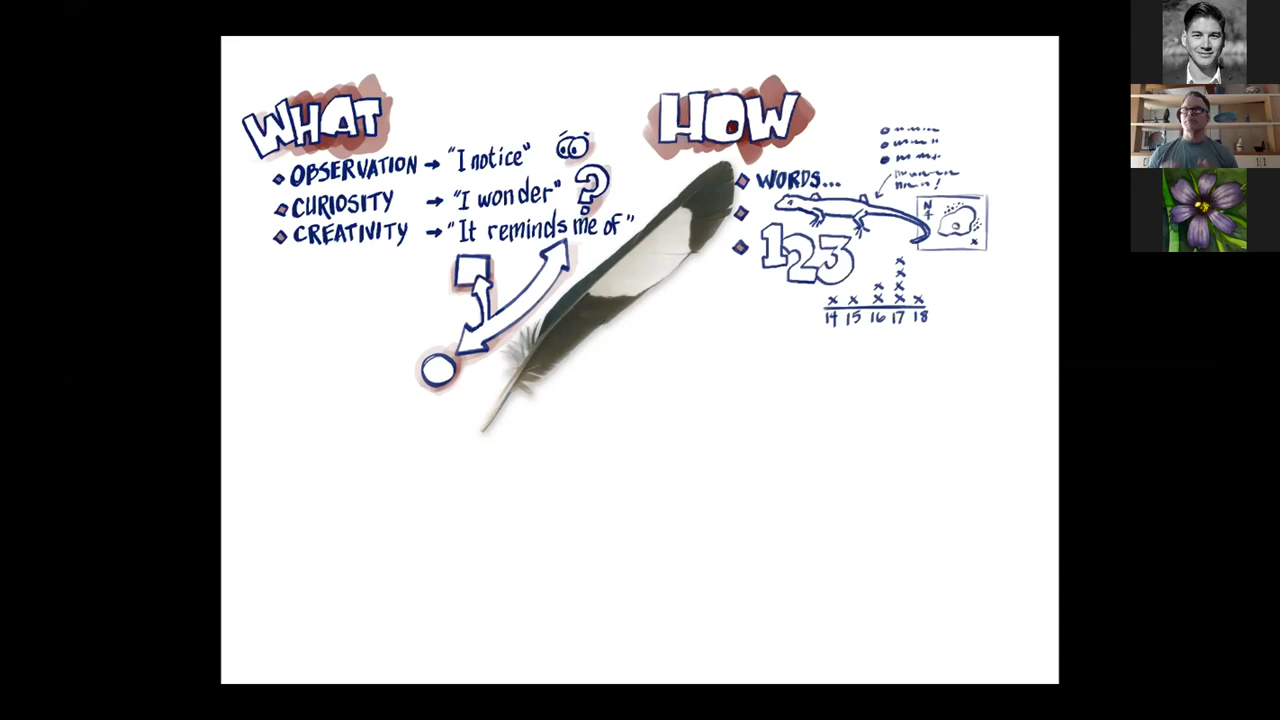 WHAT
OBSERVATION → "I notice"
CURIOSITY → "I wonder" ?
CREATIVITY → "It reminds me of"
HOW
WORDS...
N
123
x
x
x x
x x x x x
14 15 16 17 18